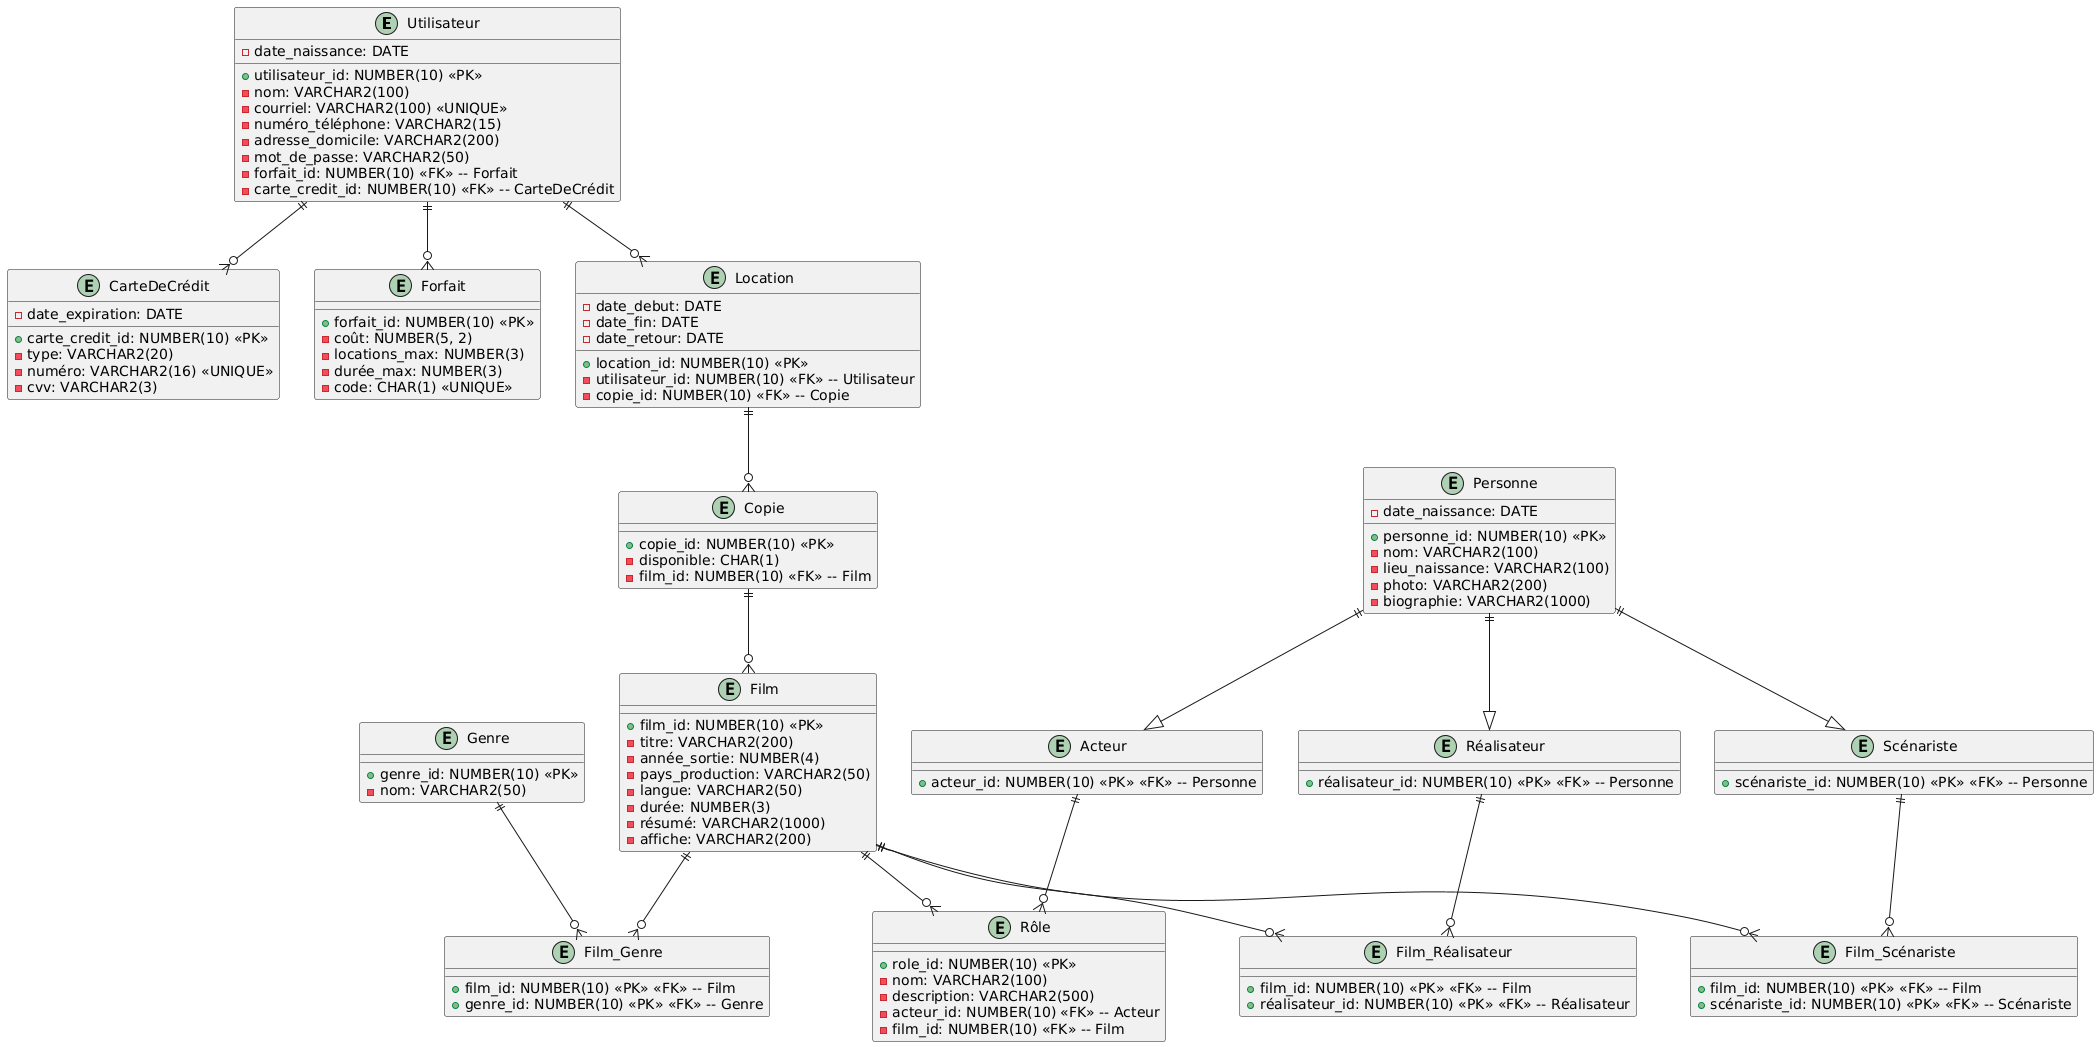 E Utilisateur
date_naissance: DATE
utilisateur_id: NUMBER(10) «PK»
nom: VARCHAR2(100)
courriel: VARCHAR2(100) «UNIQUE»
numéro_téléphone: VARCHAR2(15)
adresse_domicile: VARCHAR2(200)
mot_de_passe: VARCHAR2(50)
forfait_id: NUMBER(10) «FK» -- Forfait
carte_credit_id: NUMBER(10) «FK» -- CarteDeCrédit
E CarteDeCrédit
date_expiration: DATE
carte_credit_id: NUMBER(10) «PK»
type: VARCHAR2(20)
numéro: VARCHAR2(16) «UNIQUE»
cvv: VARCHAR2(3)
E Forfait
forfait_id: NUMBER(10) «PK»
coût: NUMBER(5, 2)
locations_max: NUMBER(3)
durée_max: NUMBER(3)
code: CHAR(1) «UNIQUE»
E Location
date_debut: DATE
date_fin: DATE
date_retour: DATE
location_id: NUMBER(10) «PK»
utilisateur_id: NUMBER(10) «FK» -- Utilisateur
copie_id: NUMBER(10) «FK» -- Copie
E Copie
copie_id: NUMBER(10) «PK»
disponible: CHAR(1)
film_id: NUMBER(10) «FK» -- Film
E Personne
date_naissance: DATE
personne_id: NUMBER(10) «PK»
nom: VARCHAR2(100)
lieu_naissance: VARCHAR2(100)
photo: VARCHAR2(200)
biographie: VARCHAR2(1000)
E Genre
genre_id: NUMBER(10) «PK»
nom: VARCHAR2(50)
E Film
film_id: NUMBER(10) «PK»
titre: VARCHAR2(200)
année_sortie: NUMBER(4)
pays_production: VARCHAR2(50)
langue: VARCHAR2(50)
durée: NUMBER(3)
résumé: VARCHAR2(1000)
affiche: VARCHAR2(200)
E Acteur
acteur_id: NUMBER(10) «PK» «FK» -- Personne
E Réalisateur
réalisateur_id: NUMBER(10) «PK» «FK» -- Personne
E Scénariste
scénariste_id: NUMBER(10) «PK» «FK» -- Personne
E Film_Genre
film_id: NUMBER(10) «PK» «FK» -- Film
genre_id: NUMBER(10) «PK» «FK» -- Genre
E Rôle
role_id: NUMBER(10) «PK»
nom: VARCHAR2(100)
description: VARCHAR2(500)
acteur_id: NUMBER(10) «FK» -- Acteur
film_id: NUMBER(10) «FK» -- Film
E Film_Réalisateur
film_id: NUMBER(10) «PK» «FK» -- Film
réalisateur_id: NUMBER(10) «PK» «FK» -- Réalisateur
E Film_Scénariste
film_id: NUMBER(10) «PK» «FK» -- Film
scénariste_id: NUMBER(10) «PK» «FK» -- Scénariste